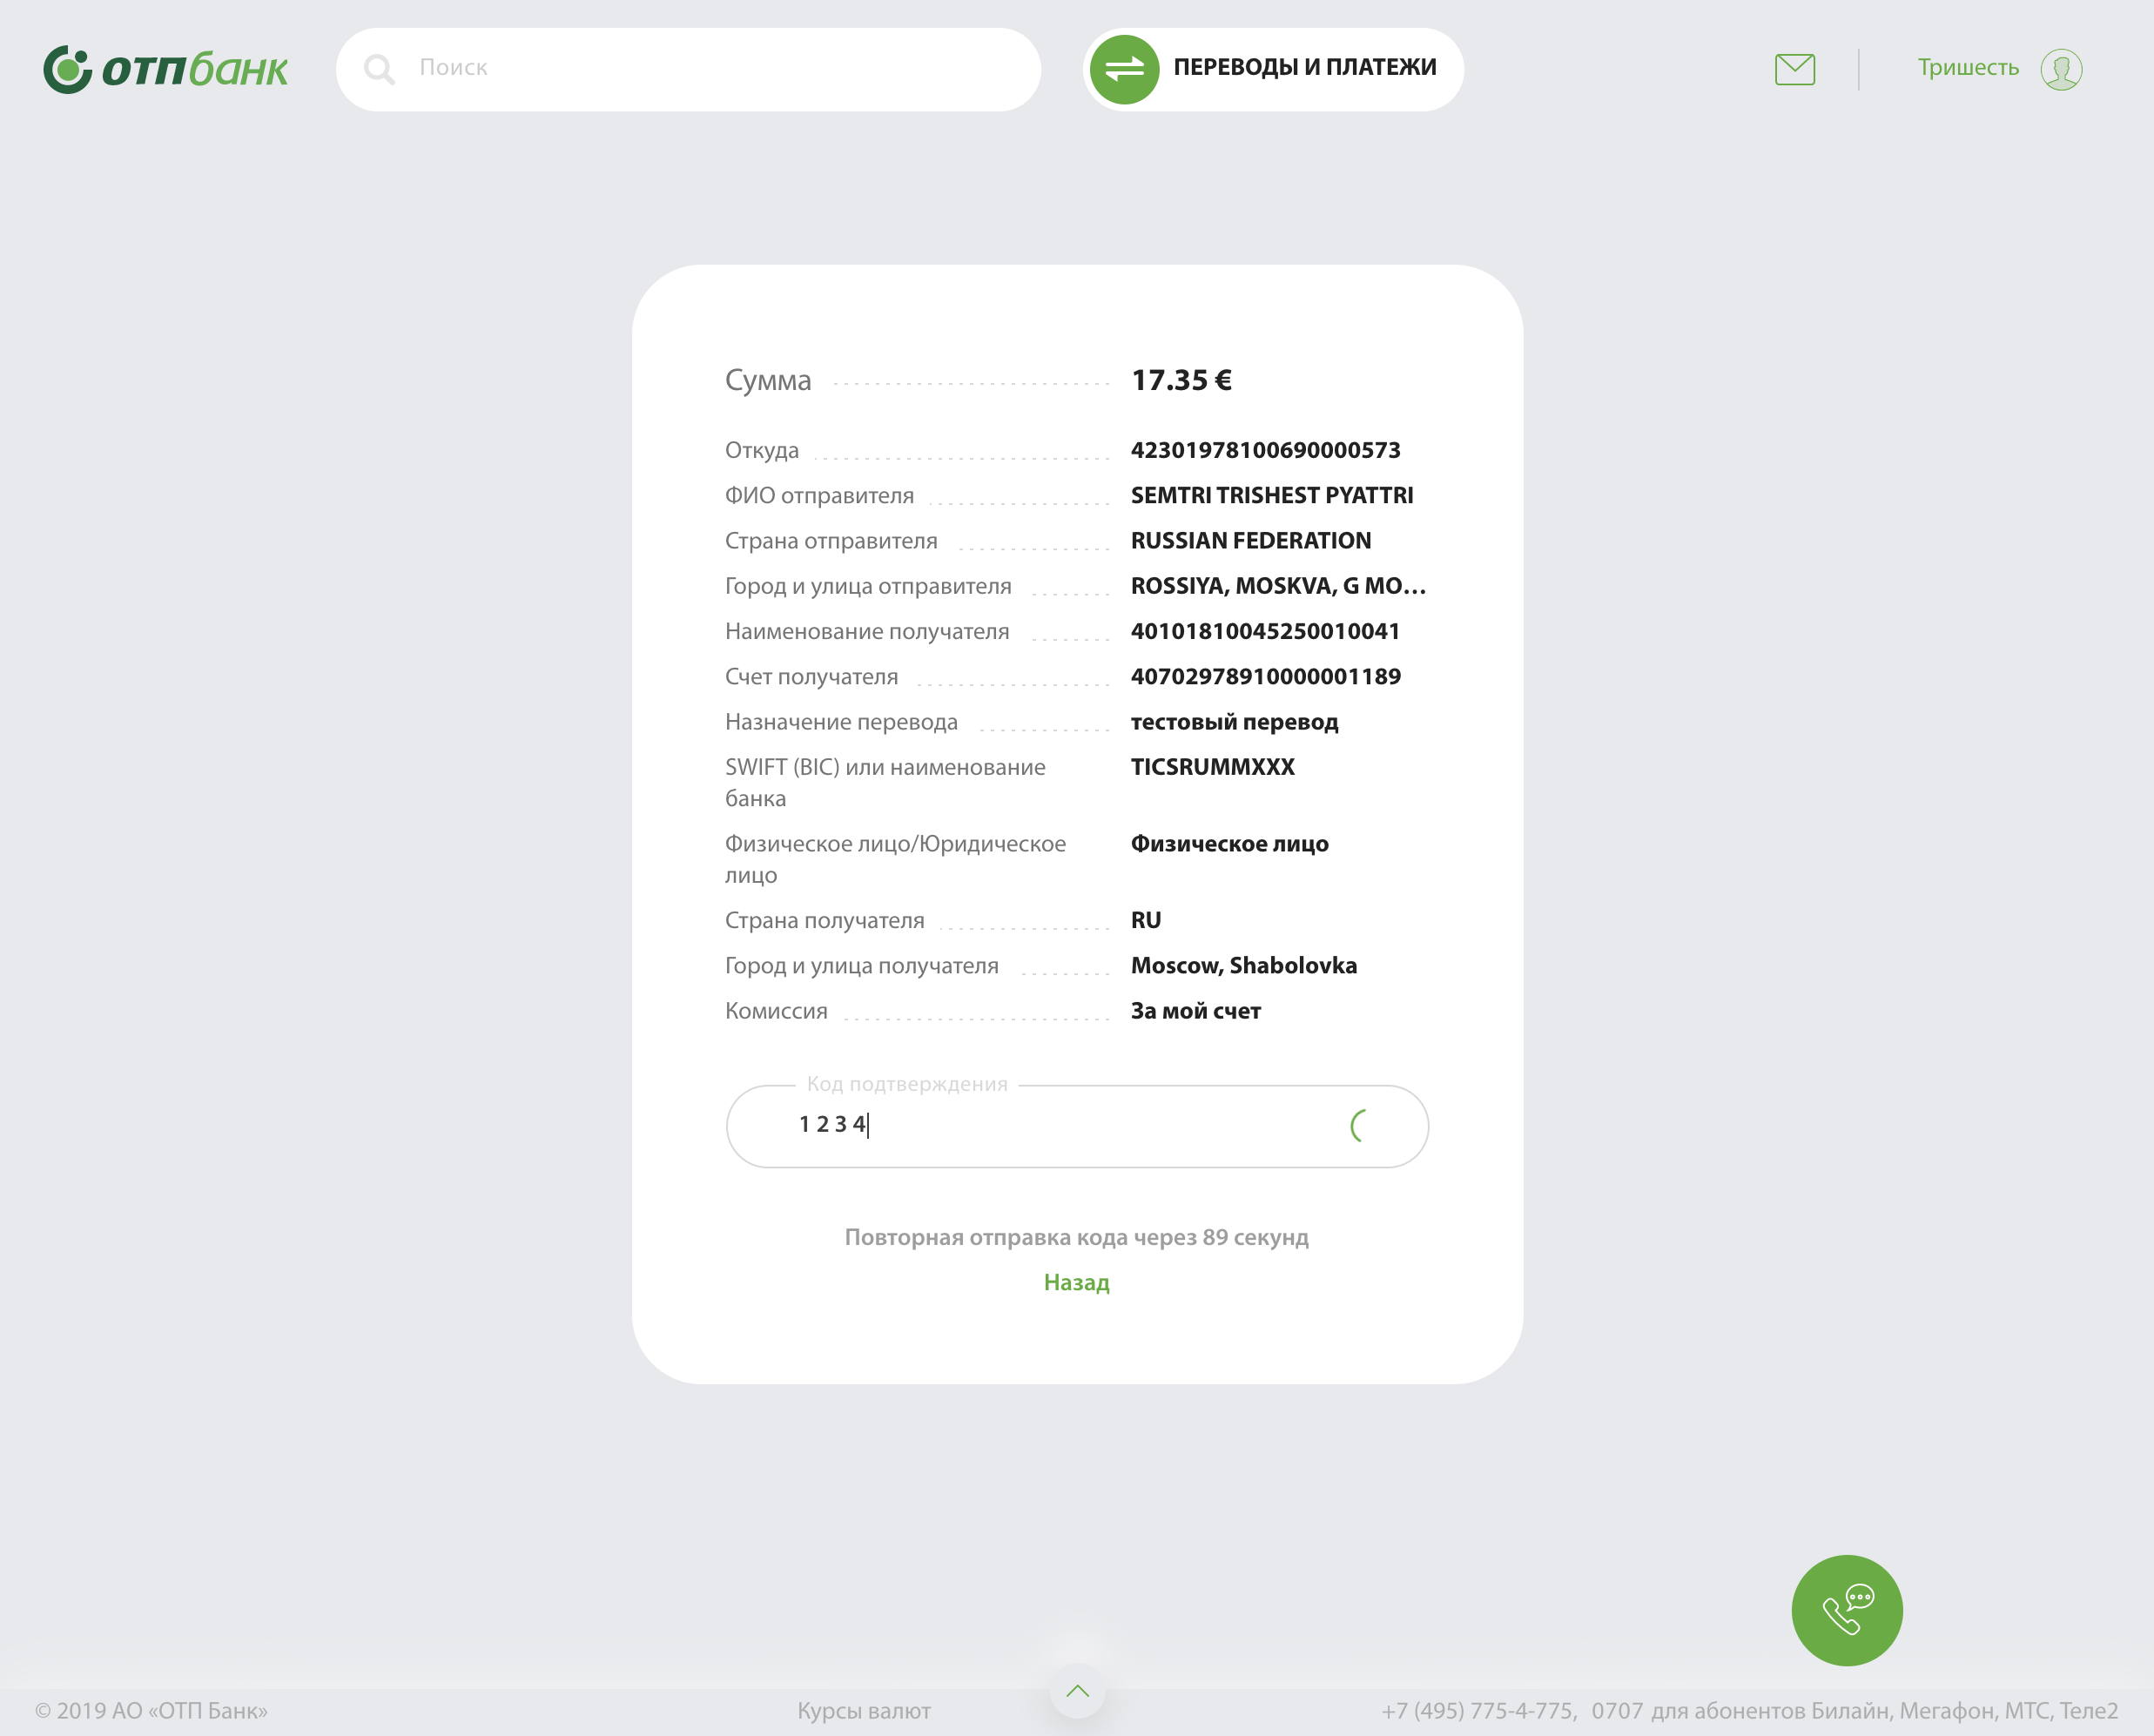 отпбанк
Поиск
ПЕРЕВОДЫ И ПЛАТЕЖИ
Тришесть
Сумма 17.35 €
Откуда 42301978100690000573
ФИО отправителя SEMTRI TRISHEST PYATTRI
Страна отправителя RUSSIAN FEDERATION
Город и улица отправителя ROSSIYA, MOSKVA, G MO…
Наименование получателя 40101810045250010041
Счет получателя 40702978910000001189
Назначение перевода тестовый перевод
SWIFT (BIC) или наименование TICSRUMMXXX
банка
Физическое лицо/Юридическое Физическое лицо
лицо
Страна получателя RU
Город и улица получателя Moscow, Shabolovka
Комиссия За мой счет
Код подтверждения
1 2 3 4
Повторная отправка кода через 89 секунд
Назад
© 2019 АО «ОТП Банк» Курсы валют +7 (495) 775-4-775, 0707 для абонентов Билайн, Мегафон, МТС, Теле2